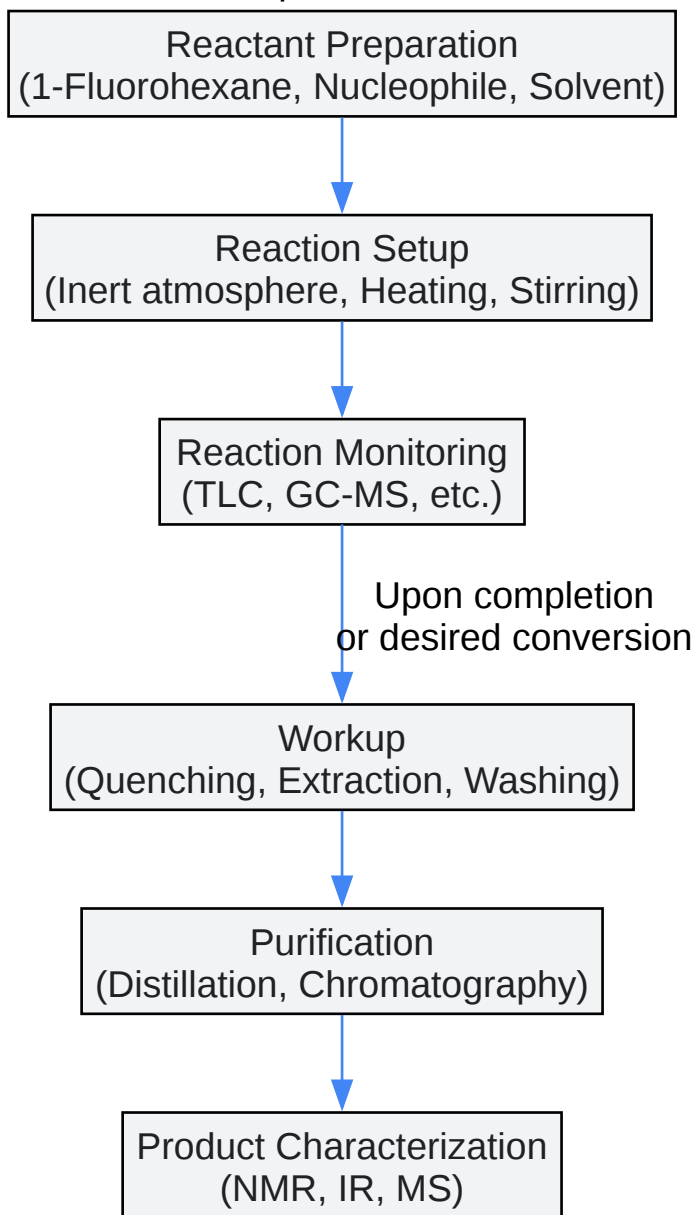 Reactant Preparation
(1-Fluorohexane, Nucleophile, Solvent)
Reaction Setup
(Inert atmosphere, Heating, Stirring)
Reaction Monitoring
(TLC, GC-MS, etc.)
Upon completion
or desired conversion
Workup
(Quenching, Extraction, Washing)
Purification
(Distillation, Chromatography)
Product Characterization
(NMR, IR, MS)